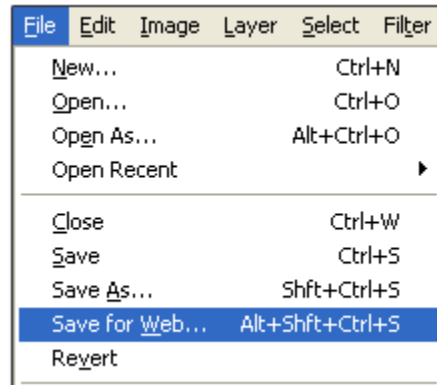 File Edit Image Layer Select Filter
New... Ctrl+N
Open... Ctrl+O
Open As... Alt+Ctrl+O
Open Recent
Close Ctrl+W
Save Ctrl+S
Save As... Shft+Ctrl+S
Save for Web... Alt+Shft+Ctrl+S
Revert